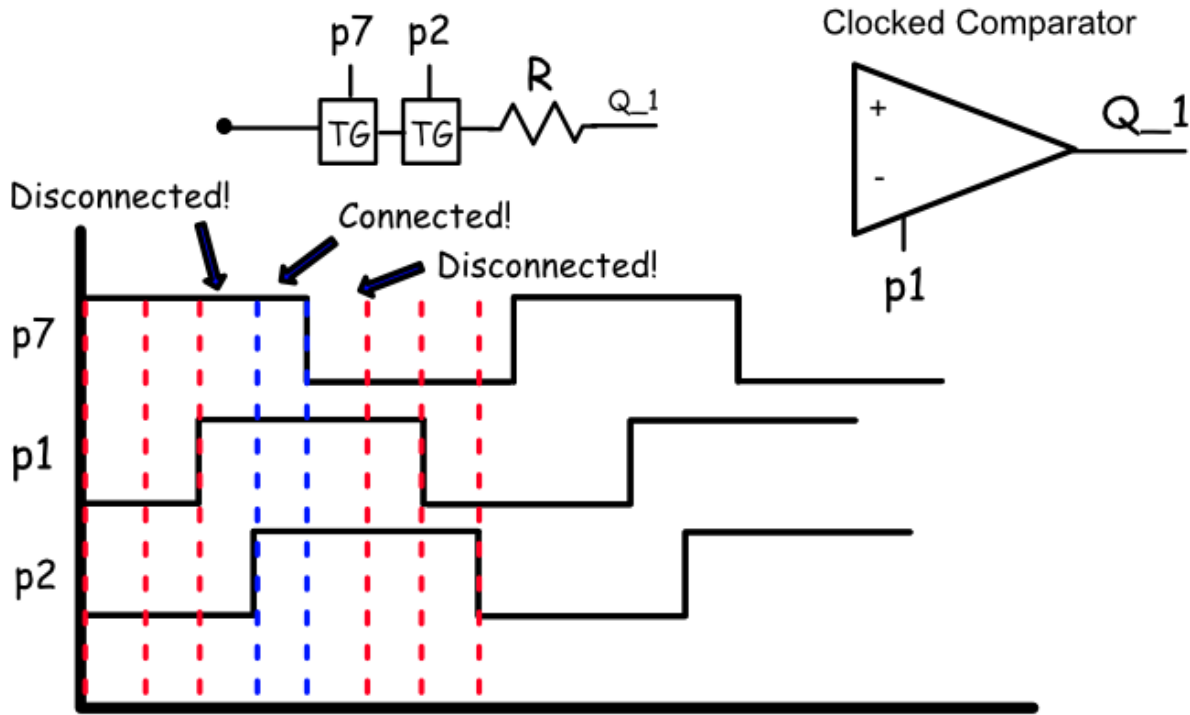 Clocked Comparator
p7 p2
R
Q_1
TG TG
+
-
Q_1
p1
Disconnected!
Connected!
Disconnected!
p7
p1
p2